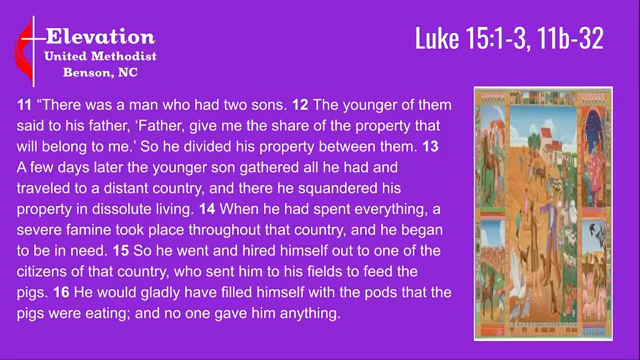 Elevation
United Methodist
Benson, NC
Luke 15:1-3, 11b-32
11 “There was a man who had two sons. 12 The younger of them
said to his father, ‘Father, give me the share of the property that
will belong to me.’ So he divided his property between them. 13
A few days later the younger son gathered all he had and
traveled to a distant country, and there he squandered his
property in dissolute living. 14 When he had spent everything, a
severe famine took place throughout that country, and he began
to be in need. 15 So he went and hired himself out to one of the
citizens of that country, who sent him to his fields to feed the
pigs. 16 He would gladly have filled himself with the pods that the
pigs were eating; and no one gave him anything.